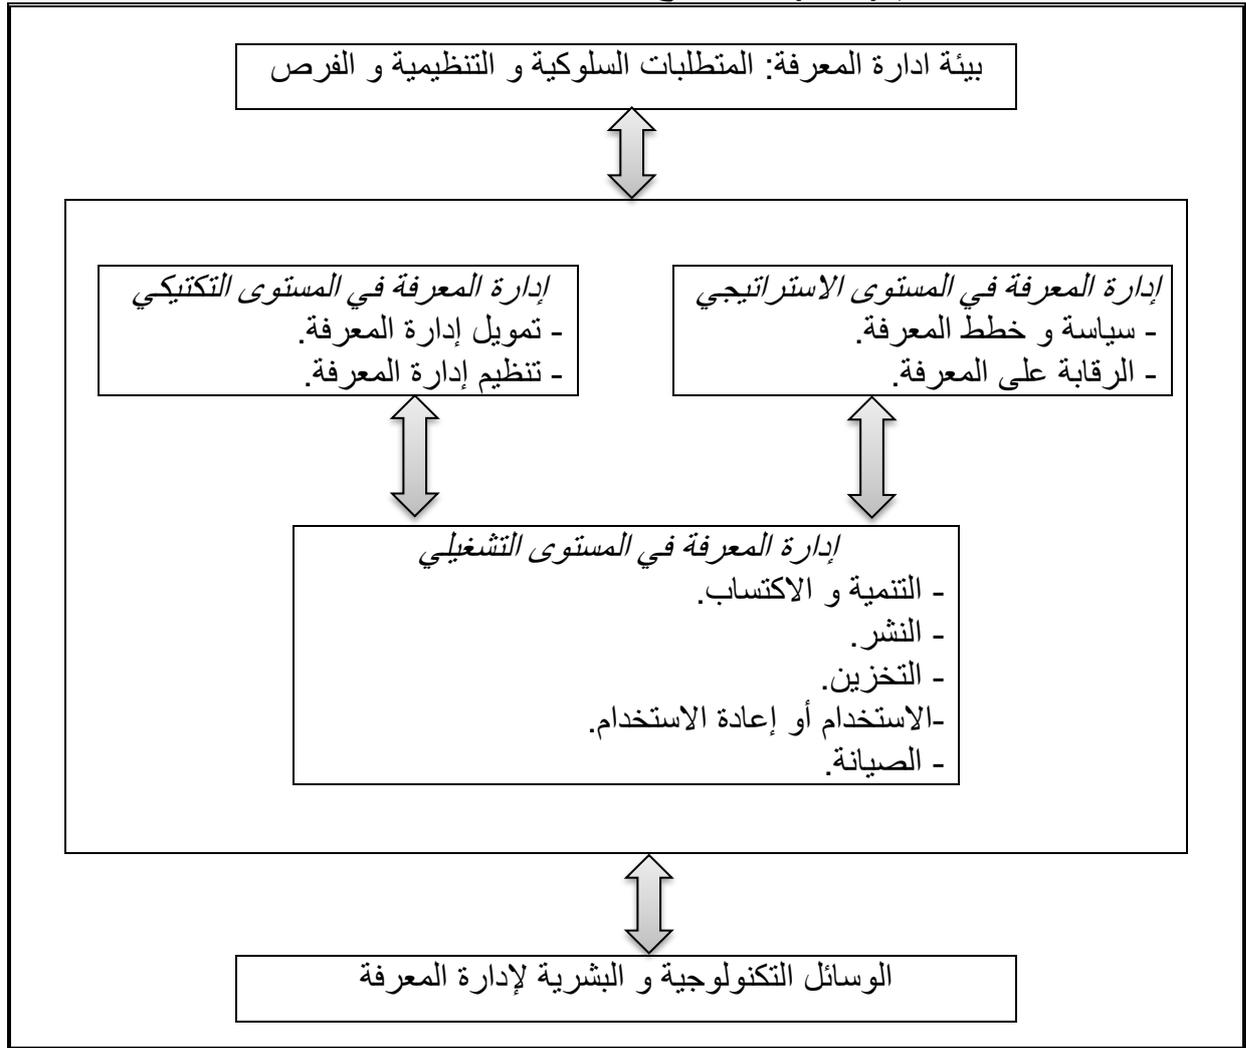 بيئة ادارة المعرفة: المتطلبات السلوكية و التنظيمية و الفرص
إدارة المعرفة في المستوى الاستراتيجي
- سياسة و خطط المعرفة.
- الرقابة على المعرفة.
إدارة المعرفة في المستوى التكتيكي
- تمويل إدارة المعرفة.
- تنظيم إدارة المعرفة.
إدارة المعرفة في المستوى التشغيلي
- التنمية و الاكتساب.
- النشر.
- التخزين.
-الاستخدام أو إعادة الاستخدام.
- الصيانة.
الوسائل التكنولوجية و البشرية لإدارة المعرفة